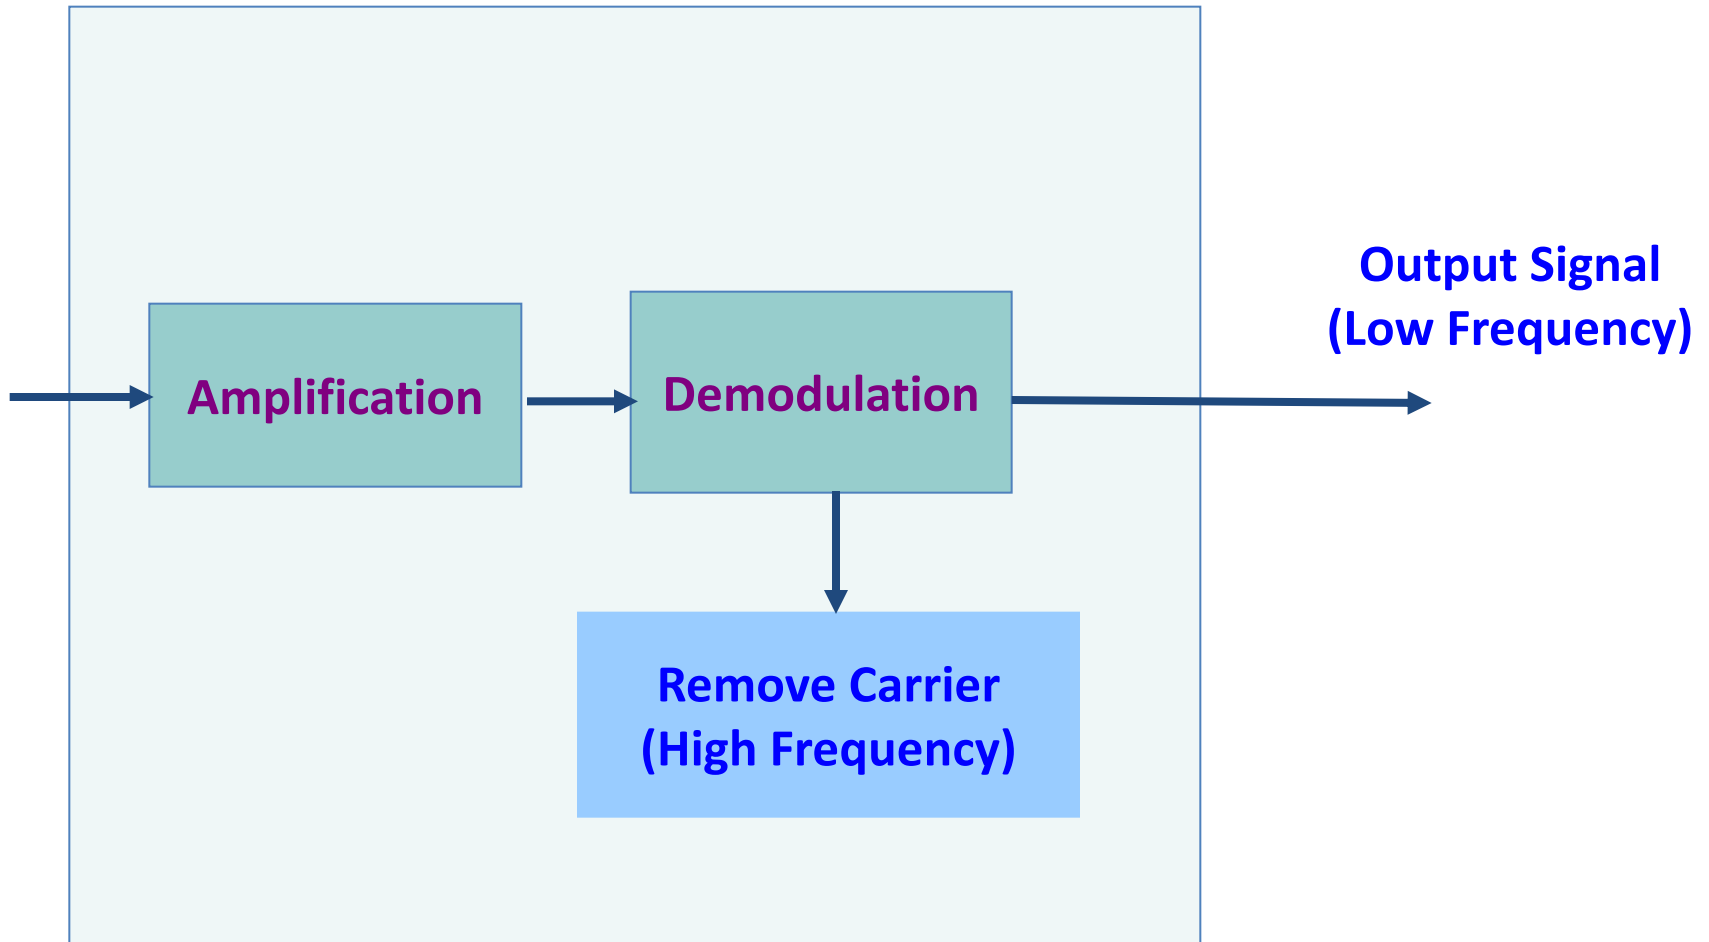 Output Signal
(Low Frequency)
Amplification
Demodulation
Remove Carrier
(High Frequency)